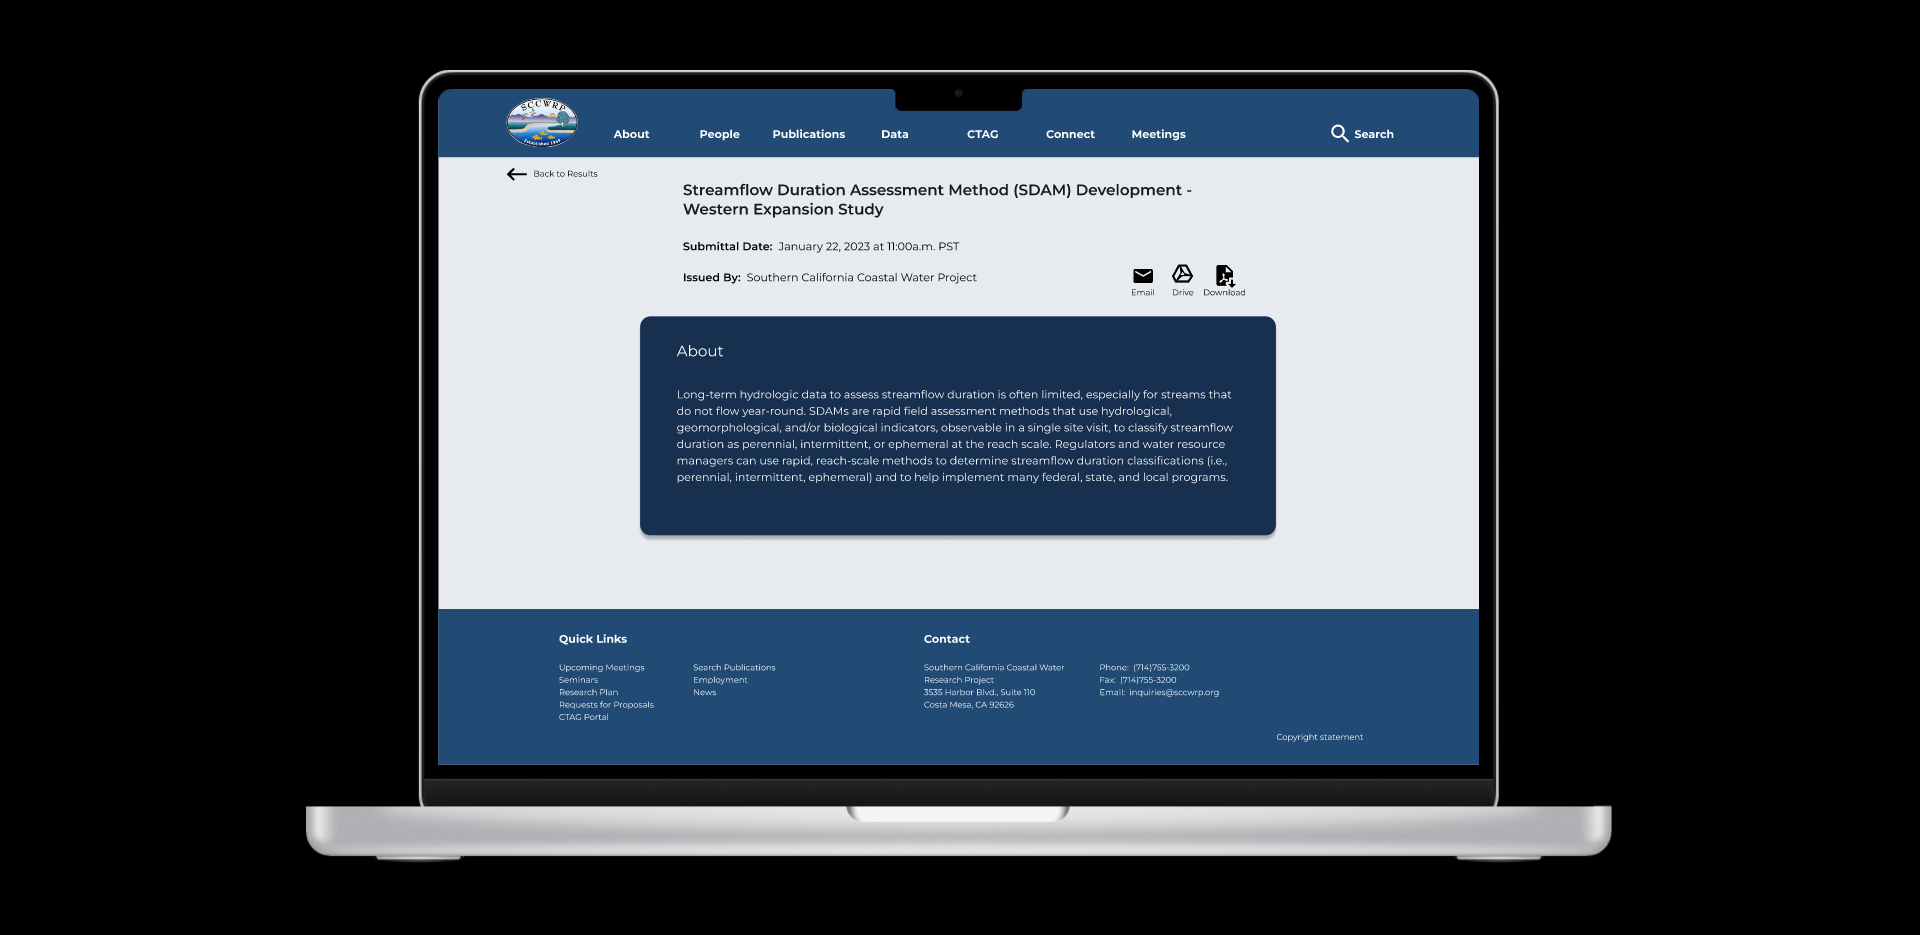 SCCWRP
Established 1969
About People Publications Data CTAG Connect Meetings Search
Back to Results
Streamflow Duration Assessment Method (SDAM) Development -
Western Expansion Study
Submittal Date: January 22, 2023 at 11:00a.m. PST
Issued By: Southern California Coastal Water Project
Email Drive Download
About
Long-term hydrologic data to assess streamflow duration is often limited, especially for streams that
do not flow year-round. SDAMs are rapid field assessment methods that use hydrological,
geomorphological, and/or biological indicators, observable in a single site visit, to classify streamflow
duration as perennial, intermittent, or ephemeral at the reach scale. Regulators and water resource
managers can use rapid, reach-scale methods to determine streamflow duration classifications (i.e.,
perennial, intermittent, ephemeral) and to help implement many federal, state, and local programs.
Quick Links
Upcoming Meetings
Seminars
Research Plan
Requests for Proposals
CTAG Portal
Search Publications
Employment
News
Contact
Southern California Coastal Water
Research Project
3535 Harbor Blvd., Suite 110
Costa Mesa, CA 92626
Phone: (714)755-3200
Fax: (714)755-3200
Email: inquiries@sccwrp.org
Copyright statement